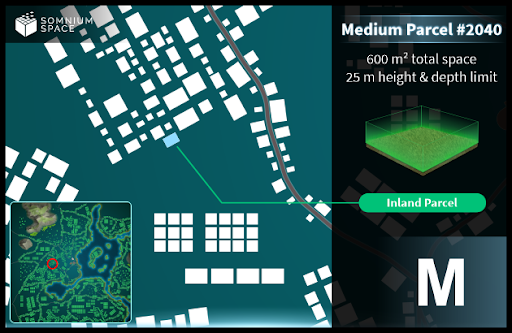 SOMNIUM
SPACE
Medium Parcel #2040
600 m² total space
25 m height & depth limit
Inland Parcel
M